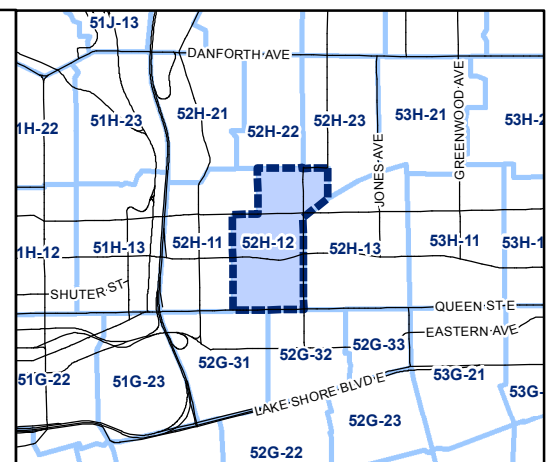 51J-13
DANFORTH AVE
51H-23
52H-21
52H-22
52H-23
53H-21
53H-2
1H-22
JONES AVE
GREENWOOD AVE
1H-12
51H-13
52H-11
52H-12
52H-13
53H-11
53H-1
SHUTER ST
QUEEN ST E
EASTERN AVE
52G-31
52G-32
52G-33
51G-22
51G-23
53G-21
53G-
LAKE SHORE BLVD E
52G-23
52G-22